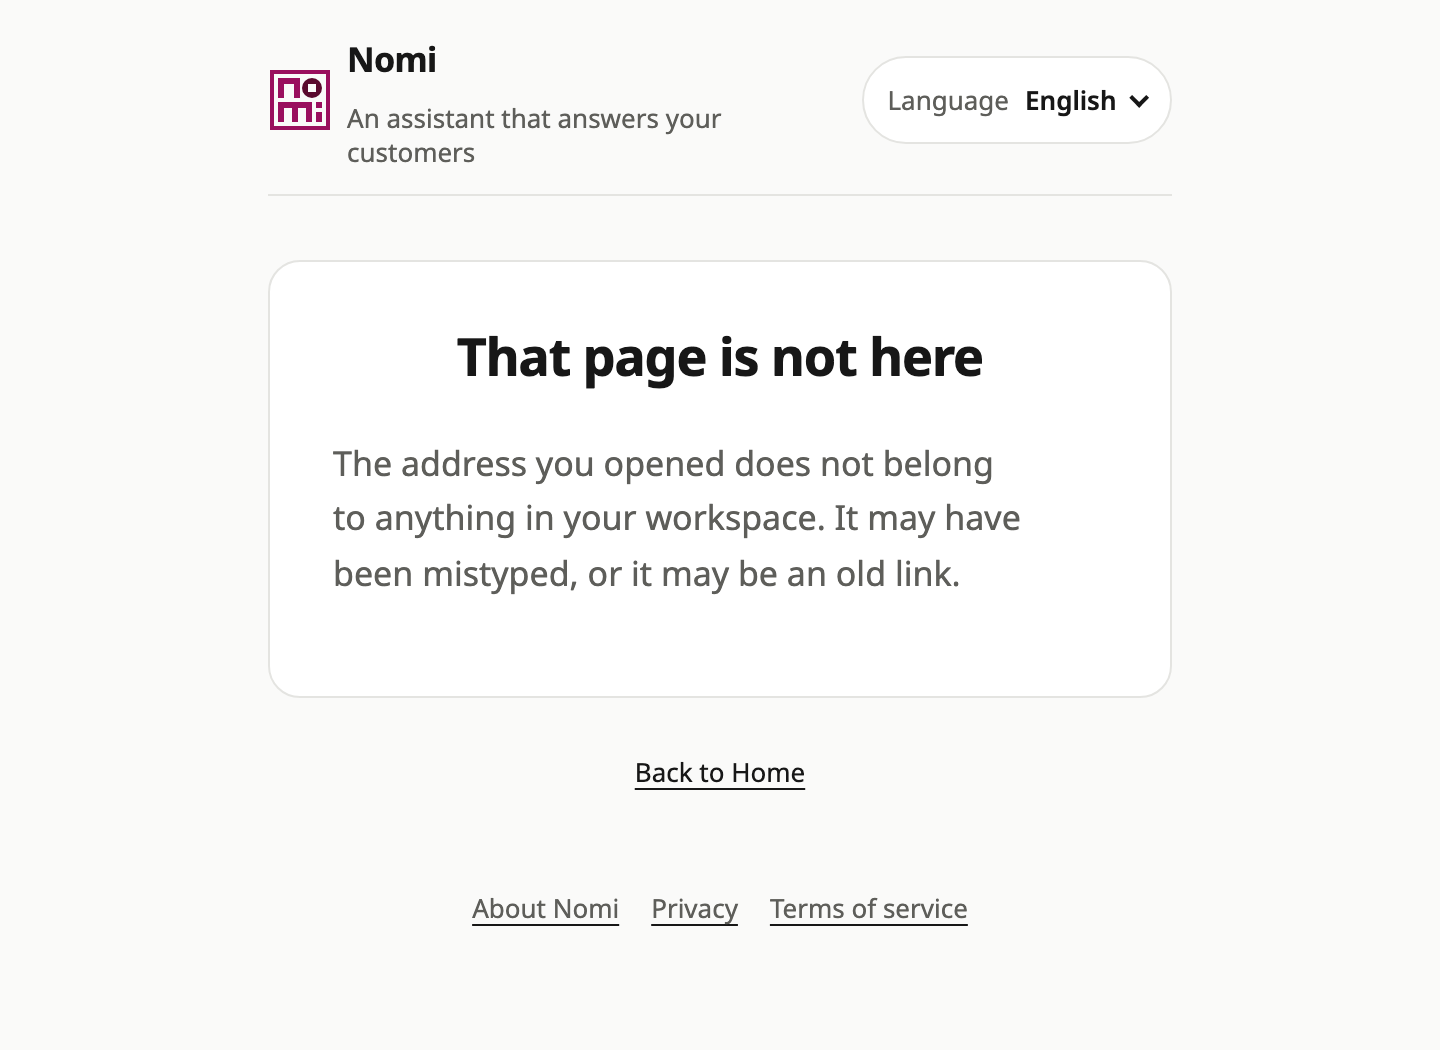 nomi
Nomi
An assistant that answers your
customers
Language English
That page is not here
The address you opened does not belong
to anything in your workspace. It may have
been mistyped, or it may be an old link.
Back to Home
About Nomi Privacy Terms of service